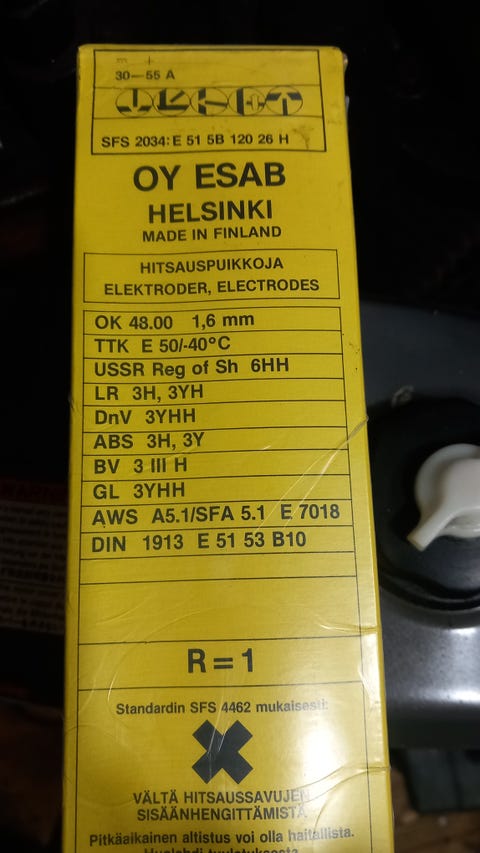 = +
30—55 A
SFS 2034: E 51 5B 120 26 H
OY ESAB
HELSINKI
MADE IN FINLAND
HITSAUSPUIKKOJA
ELEKTRODER, ELECTRODES
OK 48.00 1,6 mm
TTK E 50/-40°C
USSR Reg of Sh 6HH
LR 3H, 3YH
DnV 3YHH
ABS 3H, 3Y
BV 3 III H
GL 3YHH
AWS A5.1/SFA 5.1 E 7018
DIN 1913 E 51 53 B10
R = 1
Standardin SFS 4462 mukaisesti:
VÄLTÄ HITSAUSSAVUJEN
SISÄÄNHENGITTÄMISTÄ
Pitkäaikainen altistus voi olla haitallista.